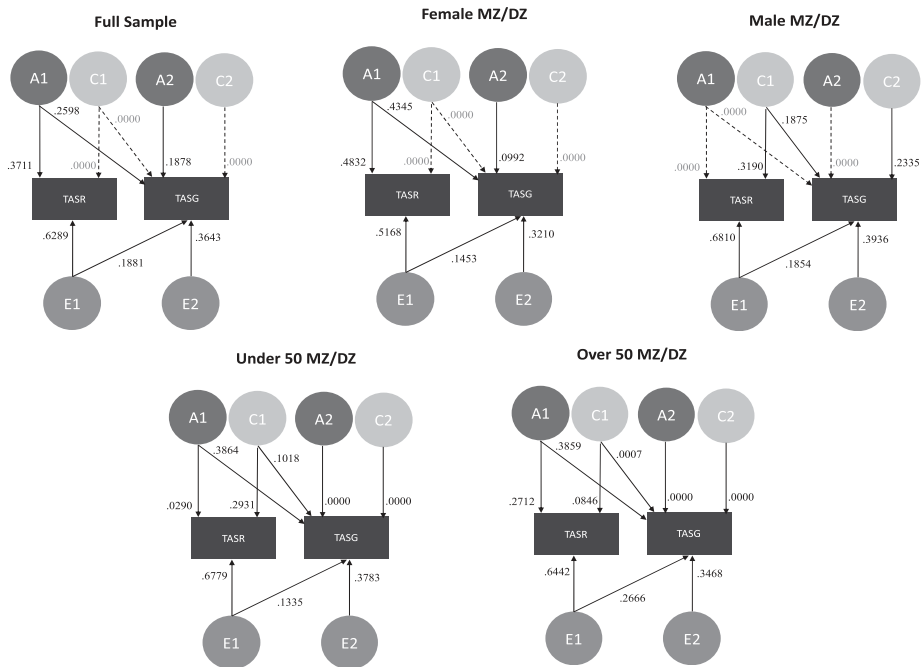 Full Sample
A1
C1
A2
C2
.2598
.0000
.3711
.0000
.1878
.0000
TASR
TASG
.6289
.3643
.1881
E1
E2
Female MZ/DZ
A1
C1
A2
C2
.4345
.0000
.4832
.0000
.0992
.0000
TASR
TASG
.5168
.3210
.1453
E1
E2
Male MZ/DZ
A1
C1
A2
C2
.0000
.1875
.0000
.3190
.0000
.2335
TASR
TASG
.6810
.3936
.1854
E1
E2
Under 50 MZ/DZ
A1
C1
A2
C2
.3864
.1018
.0290
.2931
.0000
.0000
TASR
TASG
.6779
.3783
.1335
E1
E2
Over 50 MZ/DZ
A1
C1
A2
C2
.3859
.0007
.2712
.0846
.0000
.0000
TASR
TASG
.6442
.3468
.2666
E1
E2